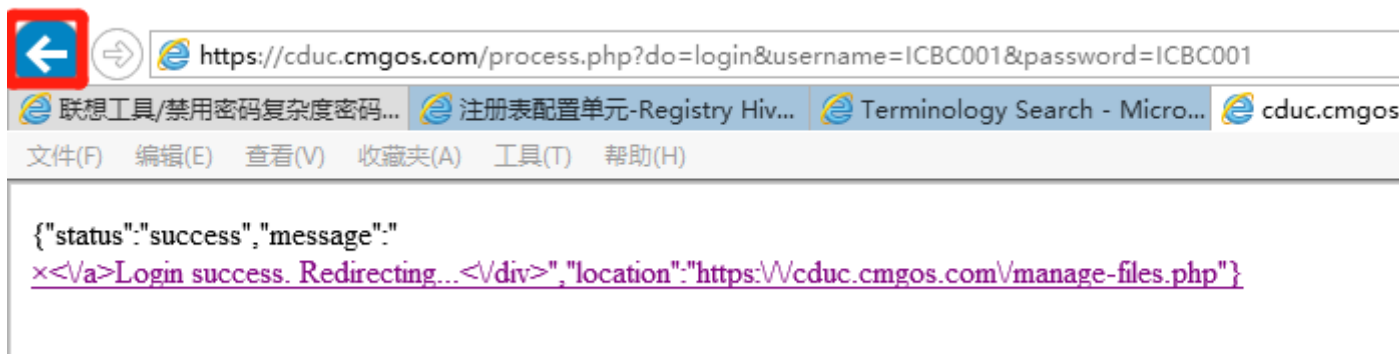 https://cduc.cmgos.com/process.php?do=login&username=ICBC001&password=ICBC001
联想工具/禁用密码复杂度密码... 注册表配置单元-Registry Hiv... Terminology Search - Micro... cduc.cmgos
文件(F) 编辑(E) 查看(V) 收藏夹(A) 工具(T) 帮助(H)
{"status":"success","message":"
×<\/a>Login success. Redirecting...<\/div>","location":"https:\/\/cduc.cmgos.com\/manage-files.php"}